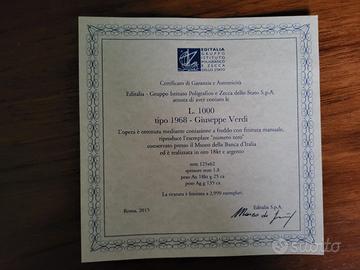 EDITALIA
GRUPPO
ISTITUTO
POLIGRAFICO
E ZECCA
DELLO STATO
Certificato di Garanzia e Autenticità
Editalia - Gruppo Istituto Poligrafico e Zecca dello Stato S.p.A.
attesta di aver coniato le
L. 1000
tipo 1968 - Giuseppe Verdi
L'opera è ottenuta mediante coniazione a freddo con finitura manuale,
riproduce l'esemplare "numero zero"
conservato presso il Museo della Banca d'Italia
ed è realizzata in oro 18kt e argento
mm 125x62
spessore mm 1.8
peso Au 18kt g 25 ca
peso Ag g 135 ca
La tiratura è limitata a 2.999 esemplari.
Roma, 2015
Editalia S.p.A.
subito